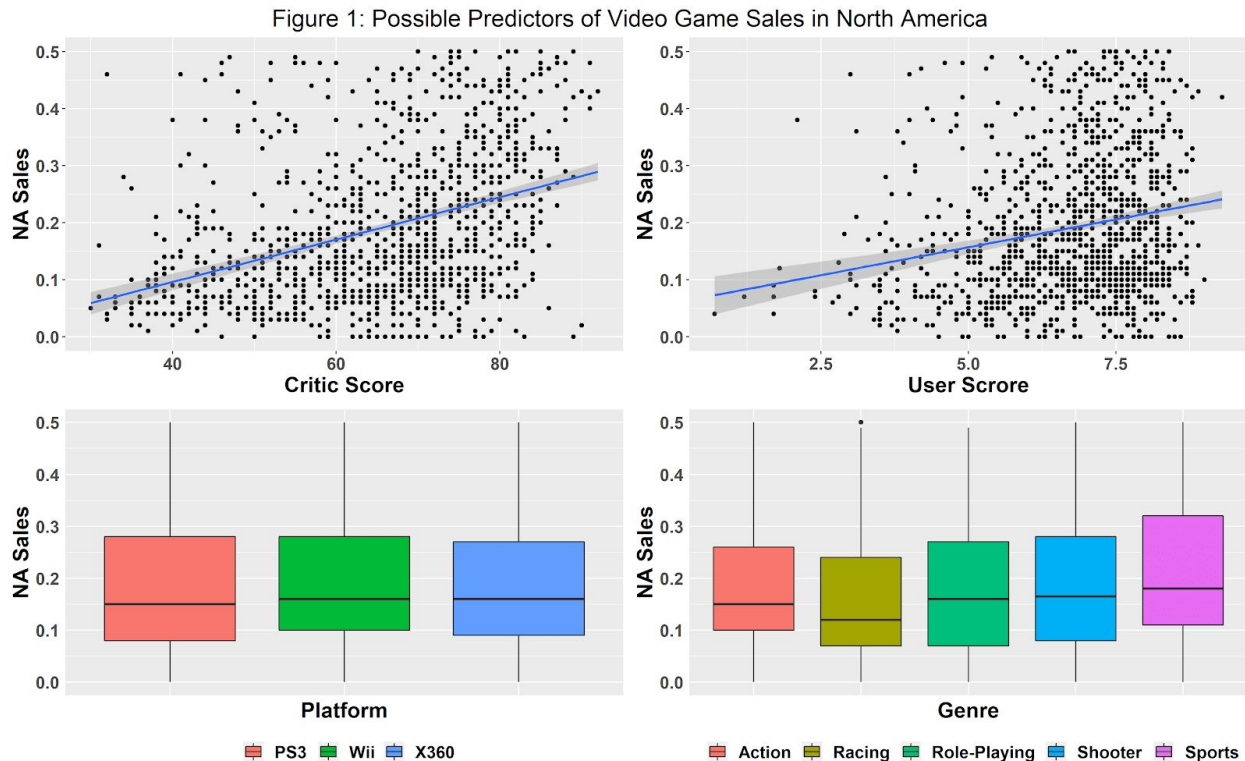 Figure 1: Possible Predictors of Video Game Sales in North America
NA Sales
0.5
0.4
0.3
0.2
0.1
0.0
40
60
80
Critic Score
NA Sales
0.5
0.4
0.3
0.2
0.1
0.0
2.5
5.0
7.5
User Scrore
NA Sales
0.5
0.4
0.3
0.2
0.1
0.0
Platform
PS3 Wii X360
NA Sales
0.5
0.4
0.3
0.2
0.1
0.0
Genre
Action Racing Role-Playing Shooter Sports